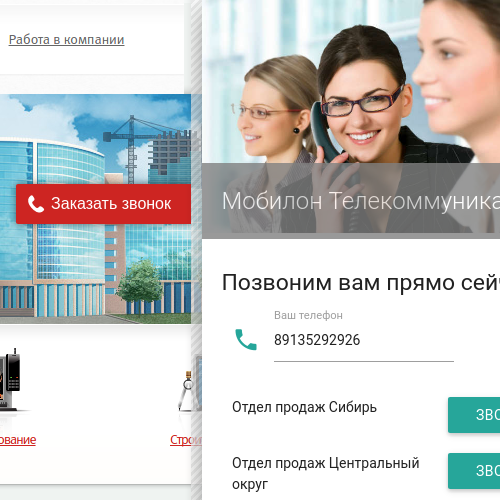 Работа в компании
Заказать звонок
Мобилон Телекоммуника
Позвоним вам прямо сей
Ваш телефон
89135292926
Отдел продаж Сибирь
ЗВО
Отдел продаж Центральный
округ
ЗВО
ование
Строи